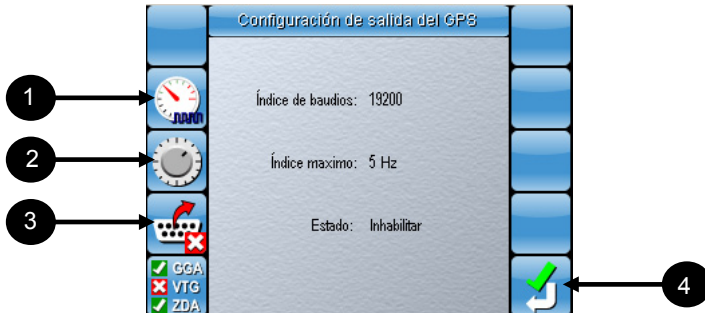 Configuración de salida del GPS
1
Índice de baudios: 19200
2
Índice maximo: 5 Hz
3
Estado: Inhabilitar
GGA
VTG
ZDA
4